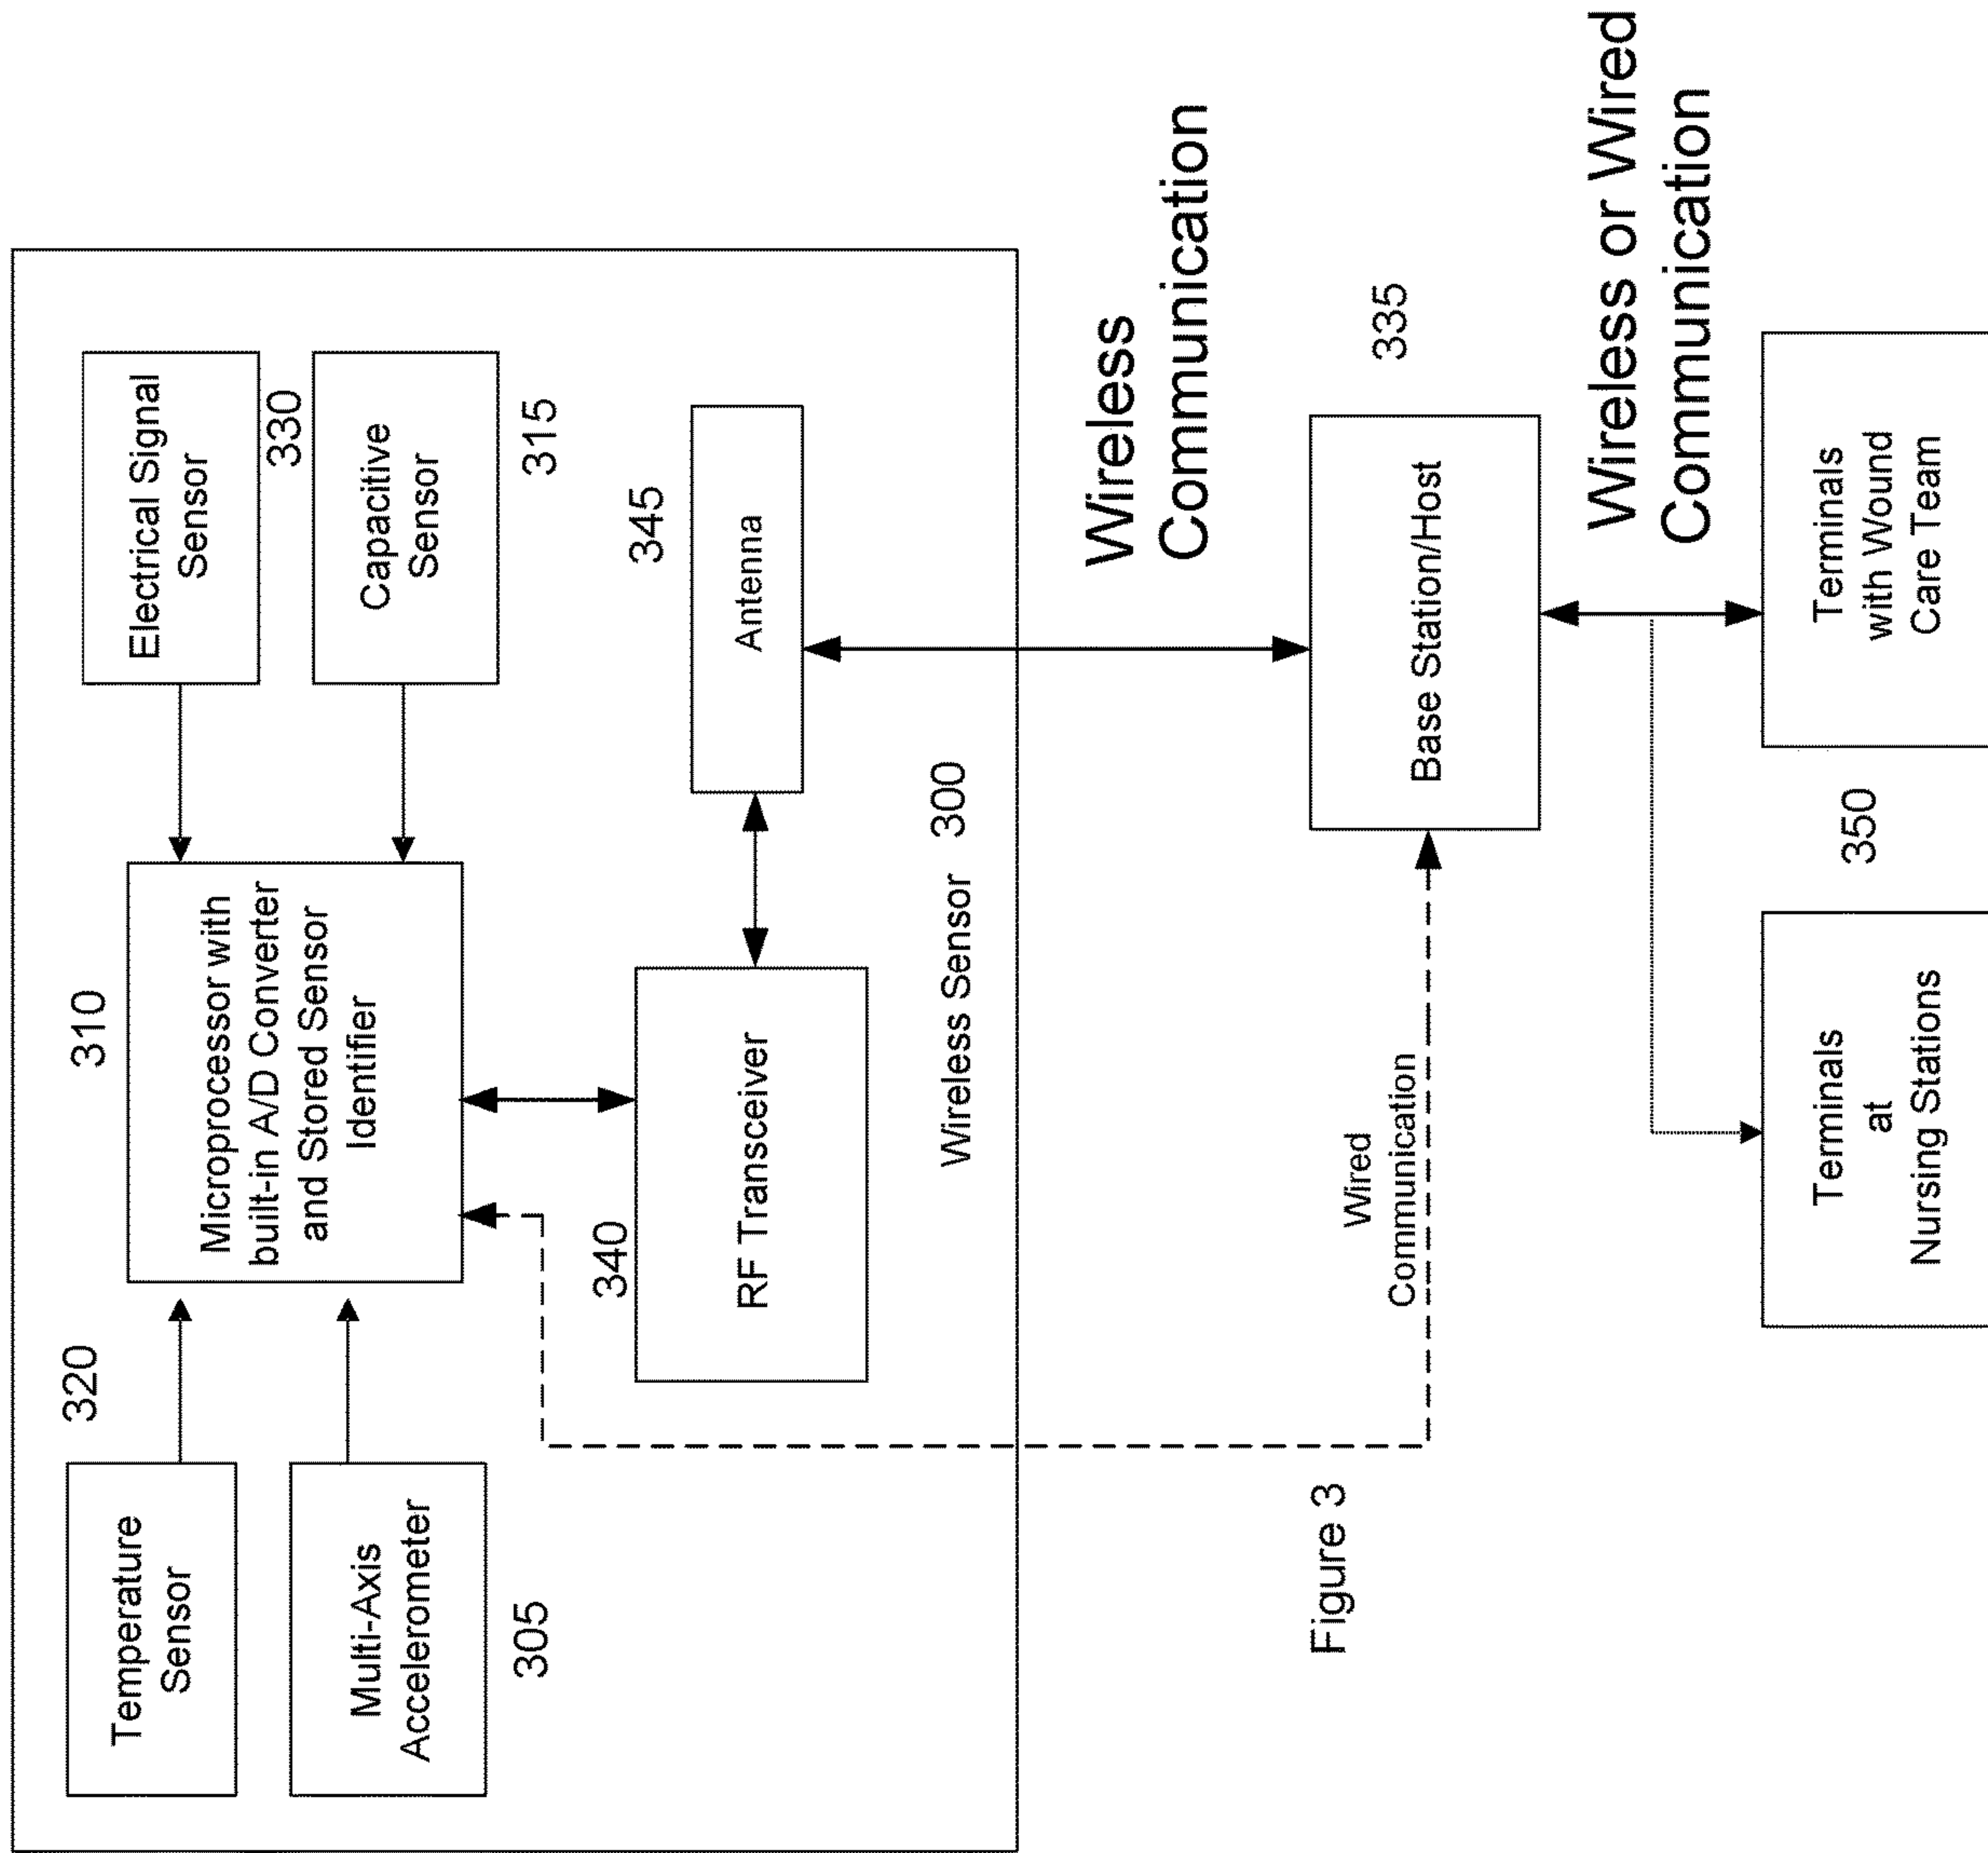 Temperature
Sensor
320
Multi-Axis
Accelerometer
305
310
Microprocessor with
built-in A/D Converter
and Stored Sensor
Identifier
Electrical Signal
Sensor
330
Capacitive
Sensor
315
340
RF Transceiver
345
Antenna
Wireless Sensor 300
Wireless
Communication
Figure 3
Wired
Communication
335
Base Station/Host
Wireless or Wired
Communication
Terminals
at
Nursing Stations
350
Terminals
with Wound
Care Team